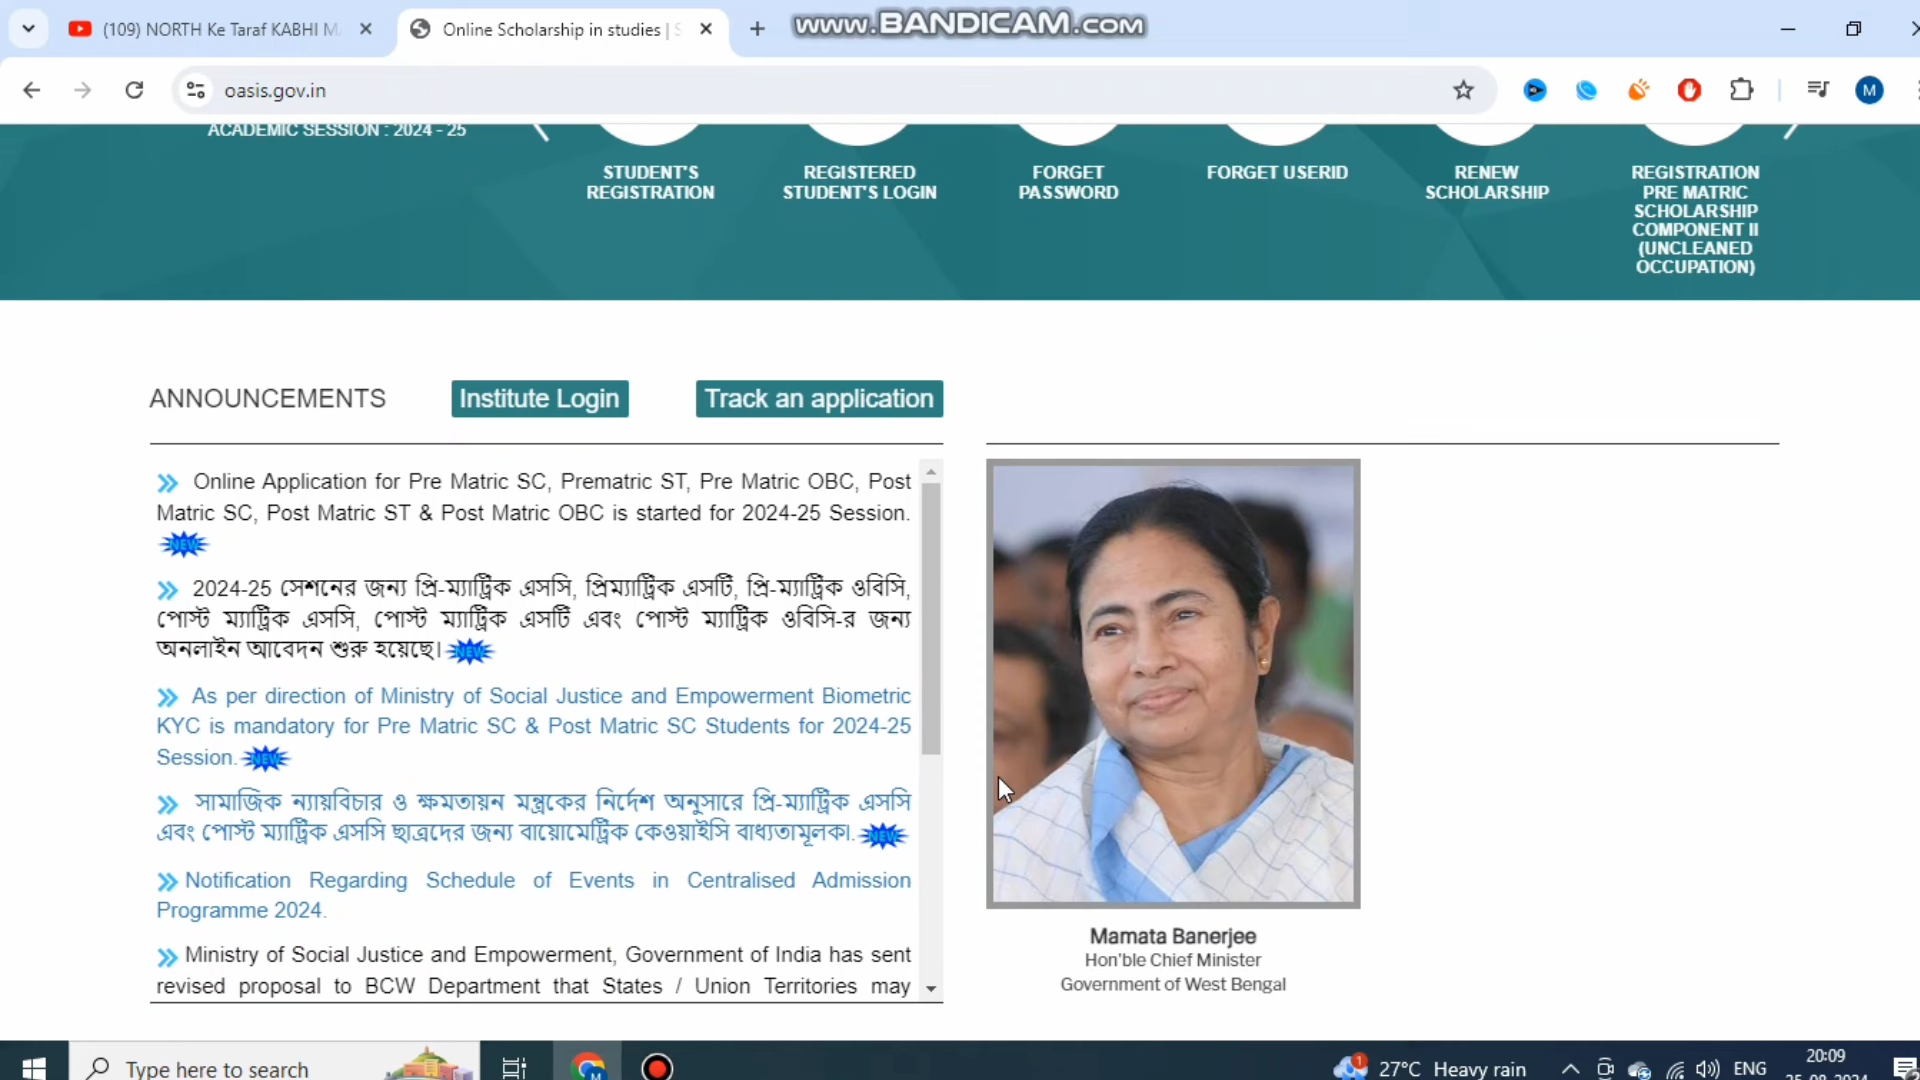 (109) NORTH Ke Taraf KABHI M
Online Scholarship in studies |
www.BANDICAM.com
oasis.gov.in
ACADEMIC SESSION : 2024 - 25
STUDENT'S
REGISTRATION
REGISTERED
STUDENT'S LOGIN
FORGET
PASSWORD
FORGET USERID
RENEW
SCHOLARSHIP
REGISTRATION
PRE MATRIC
SCHOLARSHIP
COMPONENT II
(UNCLEANED
OCCUPATION)
ANNOUNCEMENTS
Institute Login
Track an application
Online Application for Pre Matric SC, Prematric ST, Pre Matric OBC, Post
Matric SC, Post Matric ST & Post Matric OBC is started for 2024-25 Session.
NEW
2024-25 সেশনের জন্য প্রি-ম্যাট্রিক এসসি, প্রিম্যাট্রিক এসটি, প্রি-ম্যাট্রিক ওবিসি,
পোস্ট ম্যাট্রিক এসসি, পোস্ট ম্যাট্রিক এসটি এবং পোস্ট ম্যাট্রিক ওবিসি-র জন্য
অনলাইন আবেদন শুরু হয়েছে। NEW
As per direction of Ministry of Social Justice and Empowerment Biometric
KYC is mandatory for Pre Matric SC & Post Matric SC Students for 2024-25
Session. NEW
সামাজিক ন্যায়বিচার ও ক্ষমতায়ন মন্ত্রকের নির্দেশ অনুসারে প্রি-ম্যাট্রিক এসসি
এবং পোস্ট ম্যাট্রিক এসসি ছাত্রদের জন্য বায়োমেট্রিক কেওয়াইসি বাধ্যতামূলক। NEW
Notification Regarding Schedule of Events in Centralised Admission
Programme 2024.
Ministry of Social Justice and Empowerment, Government of India has sent
revised proposal to BCW Department that States / Union Territories may
Mamata Banerjee
Hon'ble Chief Minister
Government of West Bengal
Type here to search
M
1
27°C Heavy rain
ENG
20:09
25-08-2024